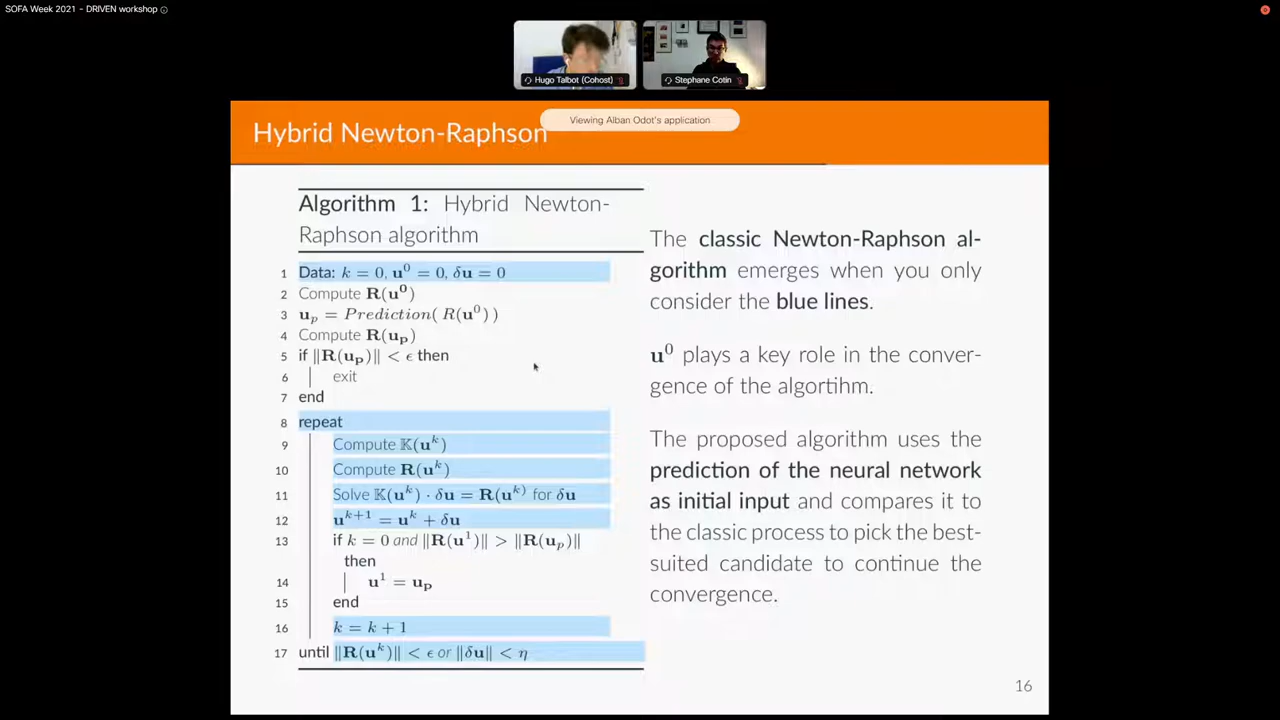 SOFA Week 2021 - DRIVEN workshop
Hugo Talbot (Cohost)
Stephane Cotin
Viewing Alban Odot's application
Hybrid Newton-Raphson
Algorithm 1: Hybrid Newton-
Raphson algorithm
1 Data: k = 0, u⁰ = 0, δu = 0
2 Compute R(u⁰)
3 uₚ = Prediction( R(u⁰))
4 Compute R(uₚ)
5 if ‖R(uₚ)‖ < ϵ then
6 exit
7 end
8 repeat
9 Compute 𝕂(uᵏ)
10 Compute R(uᵏ)
11 Solve 𝕂(uᵏ) · δu = R(uᵏ) for δu
12 uᵏ⁺¹ = uᵏ + δu
13 if k = 0 and ‖R(u¹)‖ > ‖R(uₚ)‖
then
14 u¹ = uₚ
15 end
16 k = k + 1
17 until ‖R(uᵏ)‖ < ϵ or ‖δu‖ < η
The classic Newton-Raphson al-
gorithm emerges when you only
consider the blue lines.
u⁰ plays a key role in the conver-
gence of the algortihm.
The proposed algorithm uses the
prediction of the neural network
as initial input and compares it to
the classic process to pick the best-
suited candidate to continue the
convergence.
16